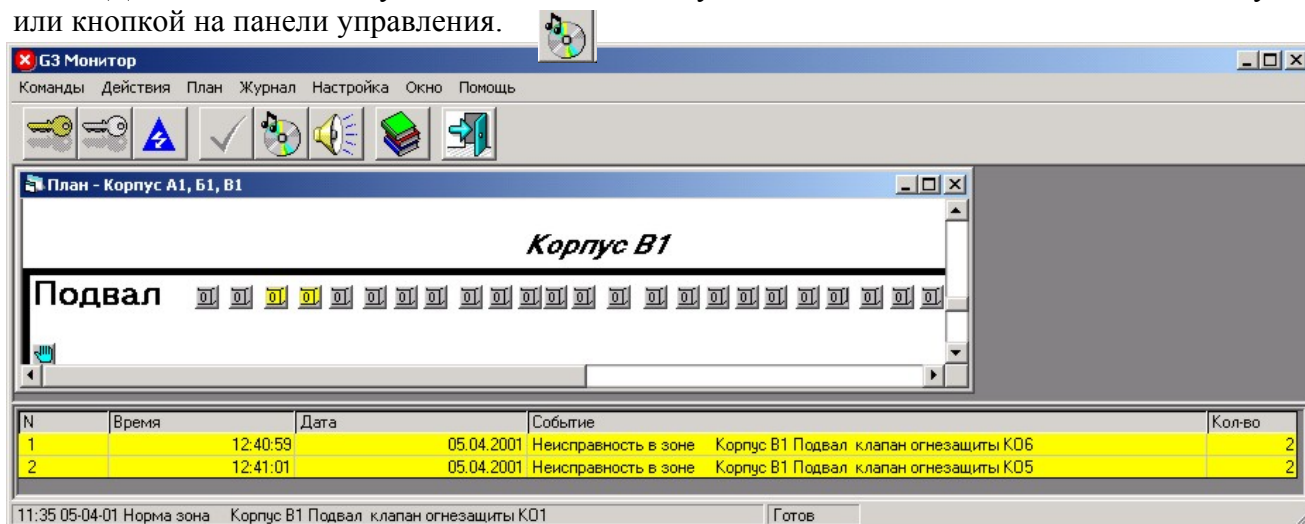 или кнопкой на панели управления.
G3 Монитор
Команды Действия План Журнал Настройка Окно Помощь
План - Корпус А1, Б1, В1
Корпус В1
Подвал
N Время Дата Событие Кол-во
1 12:40:59 05.04.2001 Неисправность в зоне Корпус В1 Подвал клапан огнезащиты КО6 2
2 12:41:01 05.04.2001 Неисправность в зоне Корпус В1 Подвал клапан огнезащиты КО5 2
11:35 05-04-01 Норма зона Корпус В1 Подвал клапан огнезащиты КО1 Готов